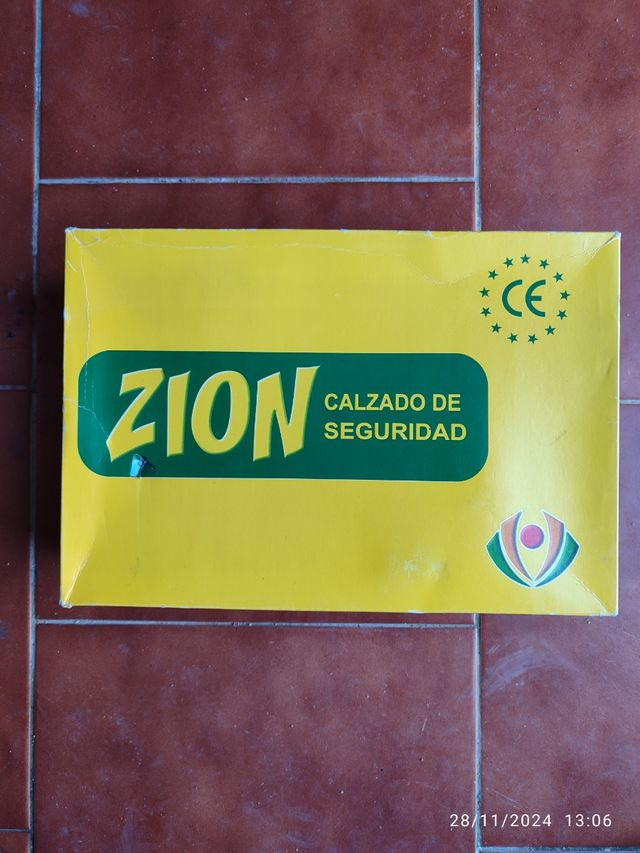 CE
ZION
CALZADO DE
SEGURIDAD
28/11/2024 13:06